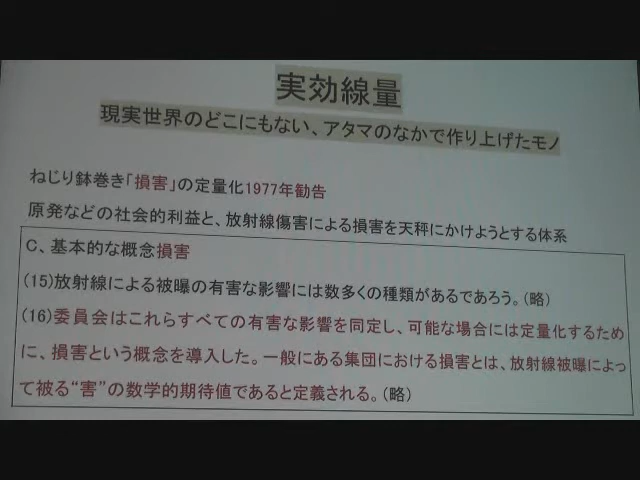 実効線量
現実世界のどこにもない、アタマのなかで作り上げたモノ
ねじり鉢巻き「損害」の定量化1977年勧告
原発などの社会的利益と、放射線傷害による損害を天秤にかけようとする体系
C、基本的な概念損害
(15)放射線による被曝の有害な影響には数多くの種類があるであろう。(略)
(16)委員会はこれらすべての有害な影響を同定し、可能な場合には定量化するため
に、損害という概念を導入した。一般にある集団における損害とは、放射線被曝によっ
て被る“害”の数学的期待値であると定義される。(略)